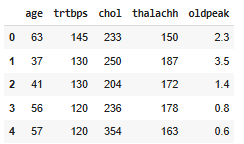 age trtbps chol thalachh oldpeak
0 63 145 233 150 2.3
1 37 130 250 187 3.5
2 41 130 204 172 1.4
3 56 120 236 178 0.8
4 57 120 354 163 0.6